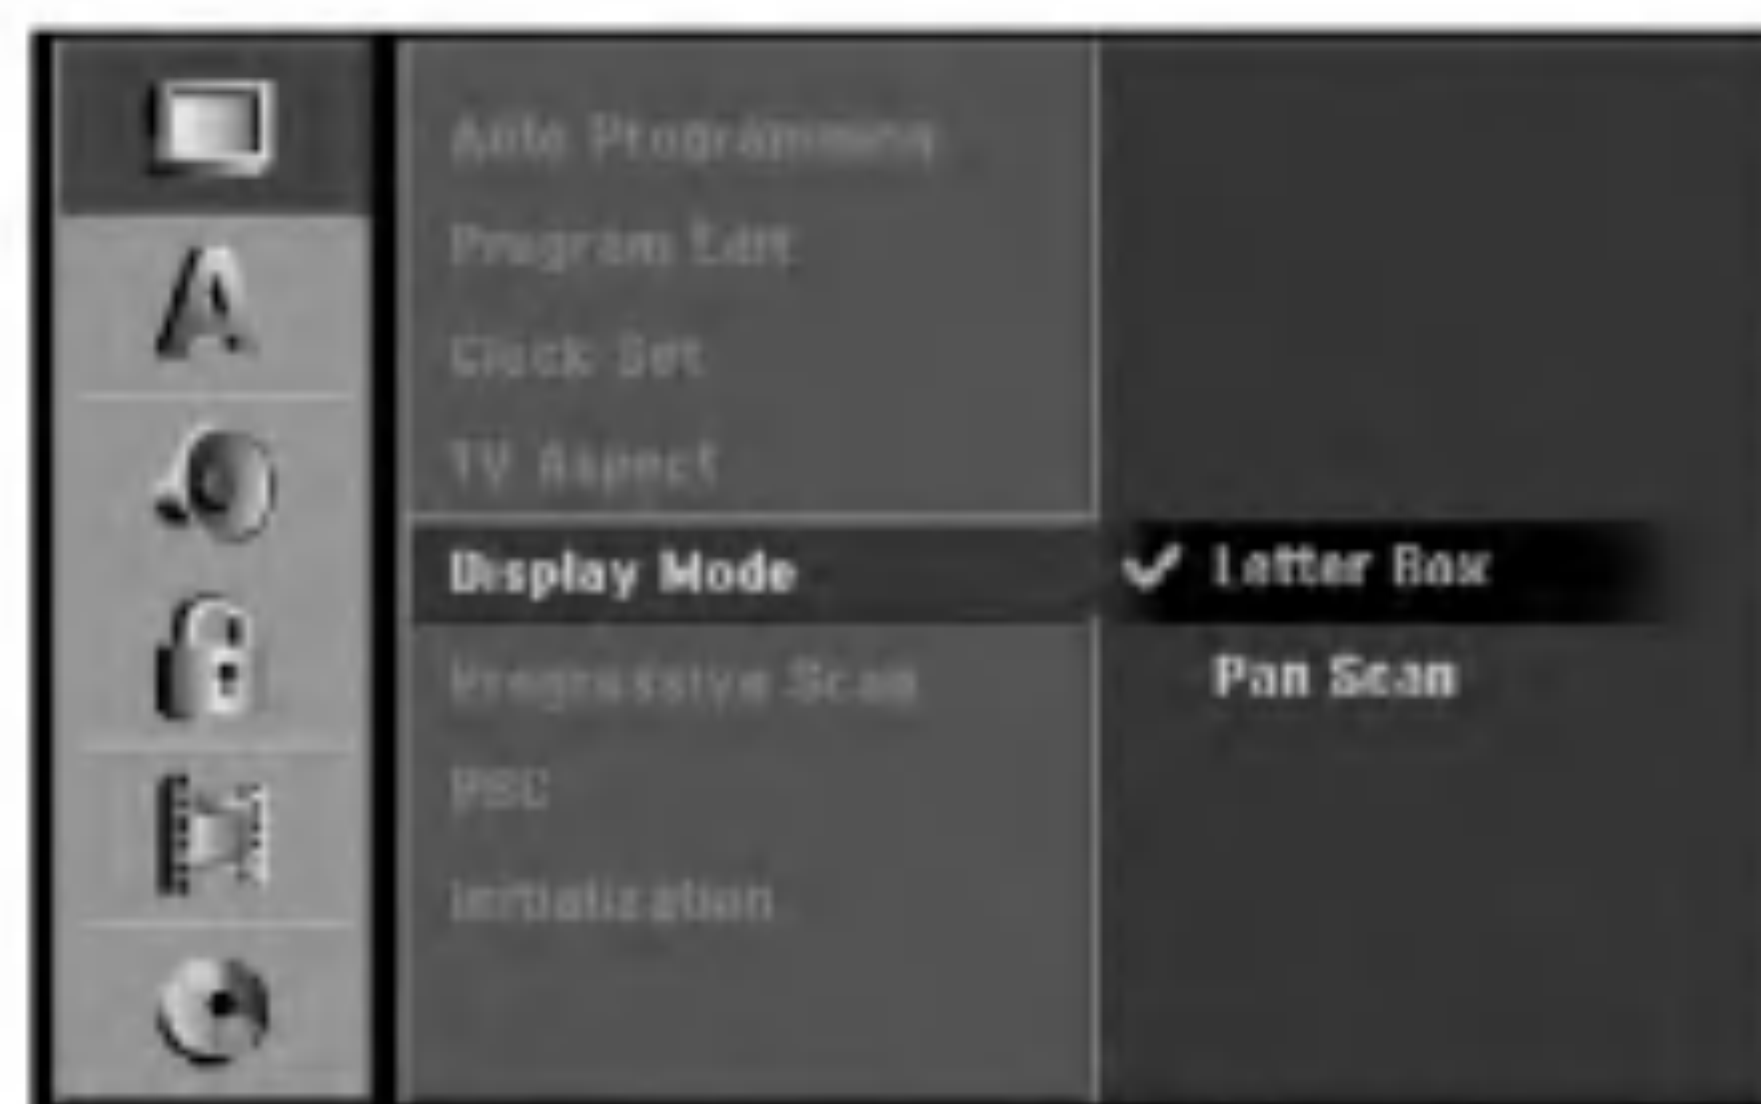 Auto Programming
Program Edit
Clock Set
TV Aspect
Display Mode
Letter Box
Pan Scan
Progressive Scan
PBC
Initialization